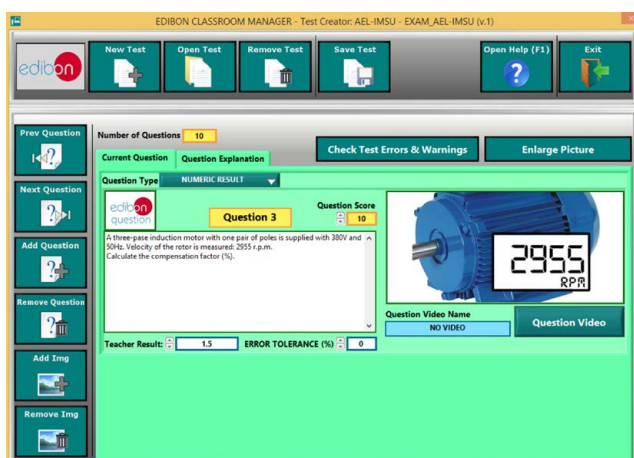 EDIBON CLASSROOM MANAGER - Test Creator: AEL-IMSU - EXAM_AEL-IMSU (v.1)
edibon
New Test
Open Test
Remove Test
Save Test
Open Help (F1)
Exit
Prev Question
Next Question
Add Question
Remove Question
Add Img
Remove Img
Number of Questions 10
Check Test Errors & Warnings
Enlarge Picture
Current Question
Question Explanation
Question Type NUMERIC RESULT
edibon
question
Question 3
Question Score
10
A three-pase induction motor with one pair of poles is supplied with 380V and
50Hz. Velocity of the rotor is measured: 2955 r.p.m.
Calculate the compensation factor (%).
2955
RPM
Question Video Name
NO VIDEO
Question Video
Teacher Result: 1.5 ERROR TOLERANCE (%) 0